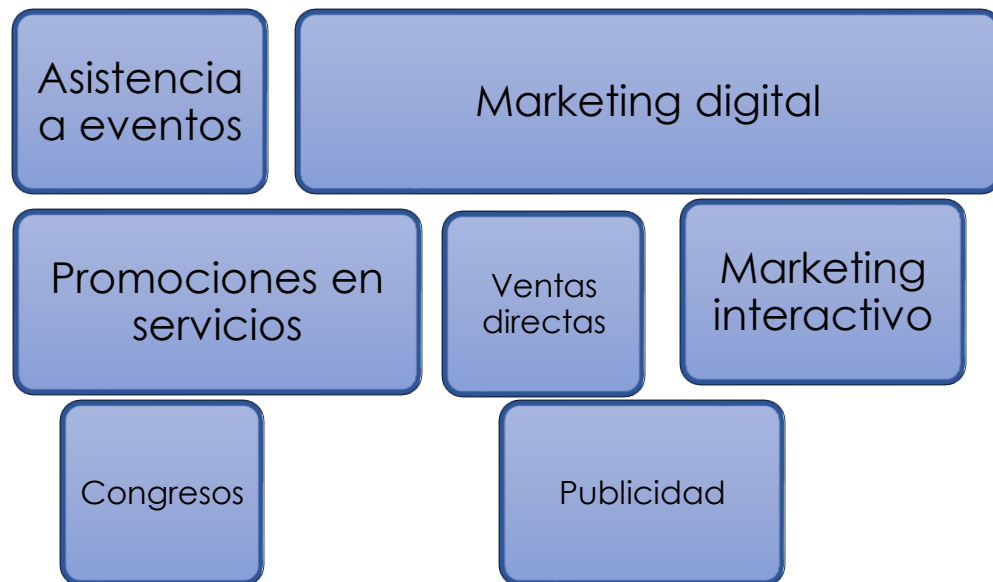 Asistencia
a eventos
Marketing digital
Promociones en
servicios
Ventas
directas
Marketing
interactivo
Congresos
Publicidad